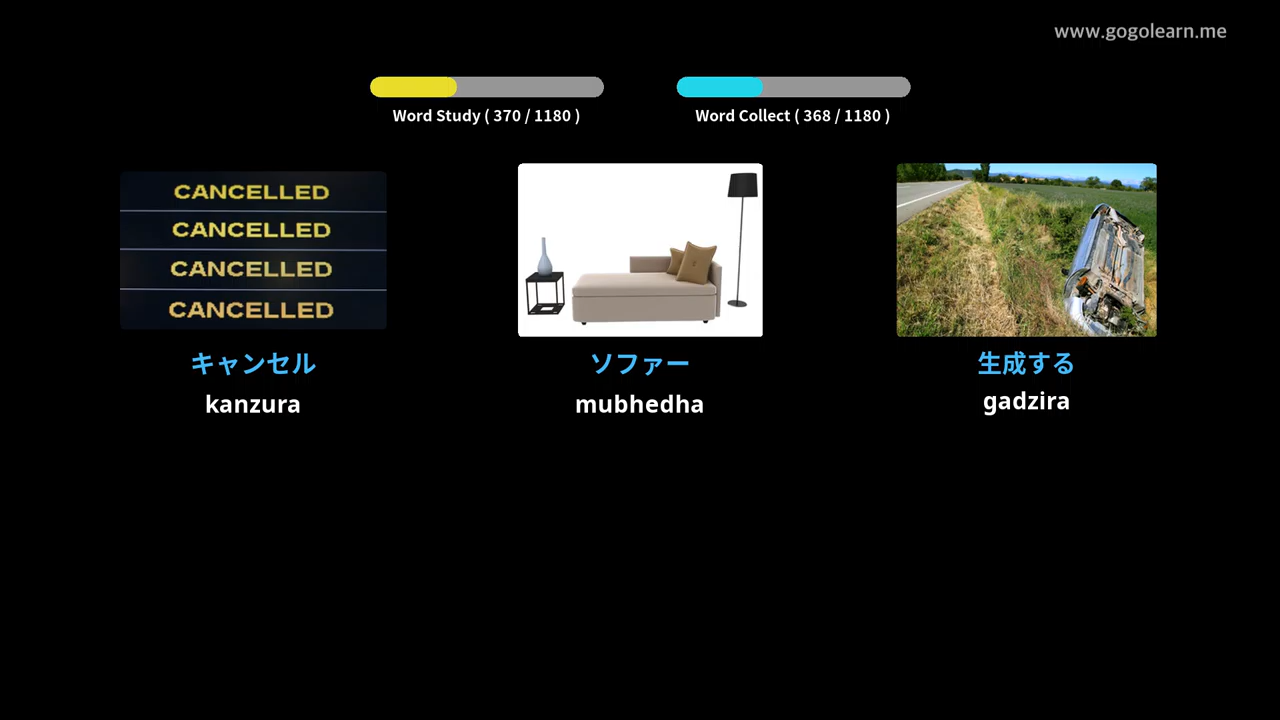 www.gogolearn.me
Word Study ( 370 / 1180 )
Word Collect ( 368 / 1180 )
CANCELLED
CANCELLED
CANCELLED
CANCELLED
キャンセル
ソファー
生成する
kanzura
mubhedha
gadzira